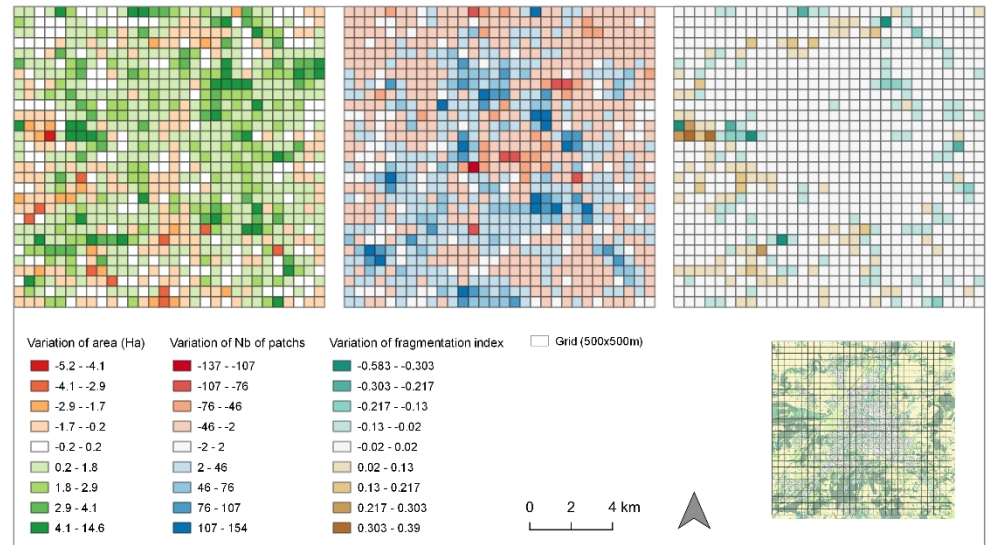 Variation of area (Ha)
-5.2 - -4.1
-4.1 - -2.9
-2.9 - -1.7
-1.7 - -0.2
-0.2 - 0.2
0.2 - 1.8
1.8 - 2.9
2.9 - 4.1
4.1 - 14.6
Variation of Nb of patchs
-137 - -107
-107 - -76
-76 - -46
-46 - -2
-2 - 2
2 - 46
46 - 76
76 - 107
107 - 154
Variation of fragmentation index
-0.583 - -0.303
-0.303 - -0.217
-0.217 - -0.13
-0.13 - -0.02
-0.02 - 0.02
0.02 - 0.13
0.13 - 0.217
0.217 - 0.303
0.303 - 0.39
Grid (500x500m)
0 2 4 km